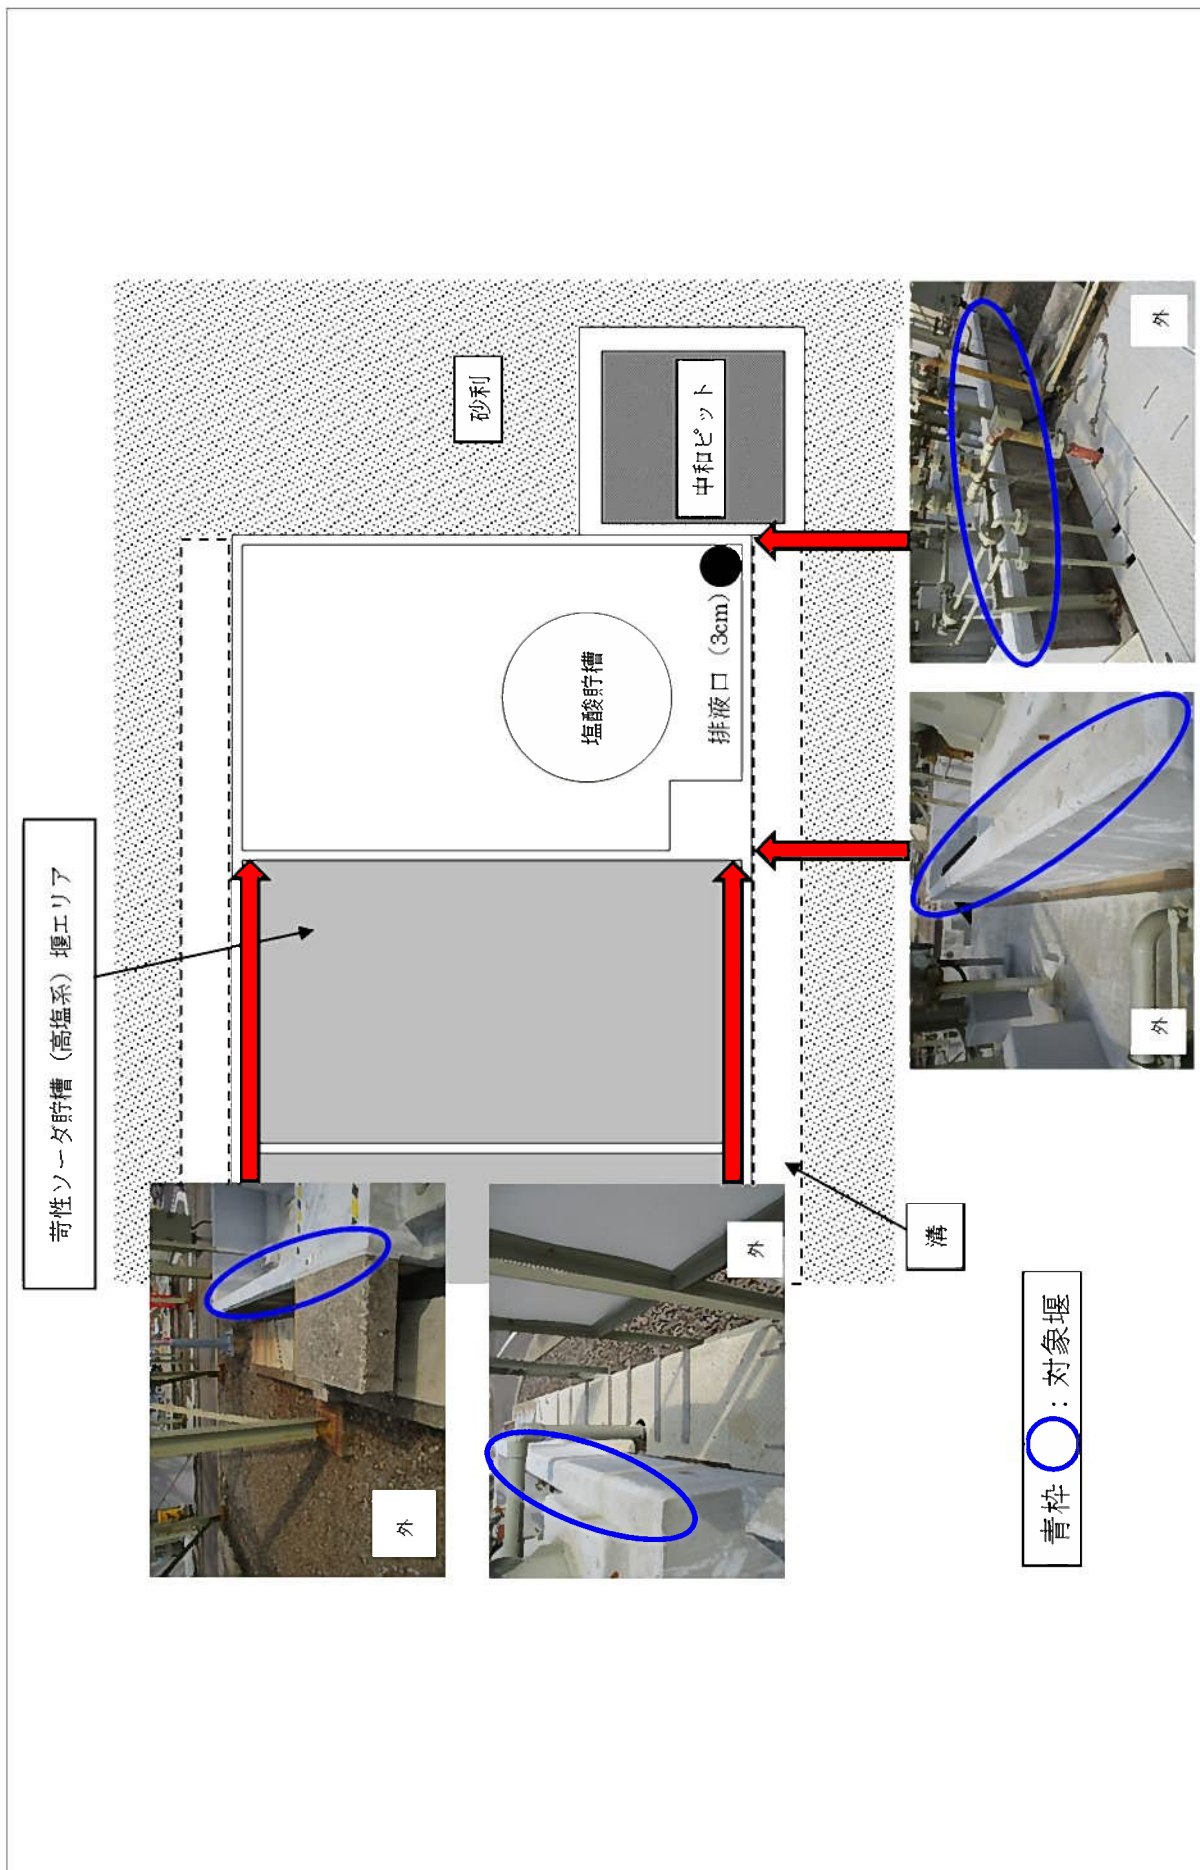 苛性ソーダ貯槽（高塩系）堰エリア
砂利
中和ピット
塩酸貯槽
排液口（3cm）
溝
外
外
外
外
青枠　：対象堰